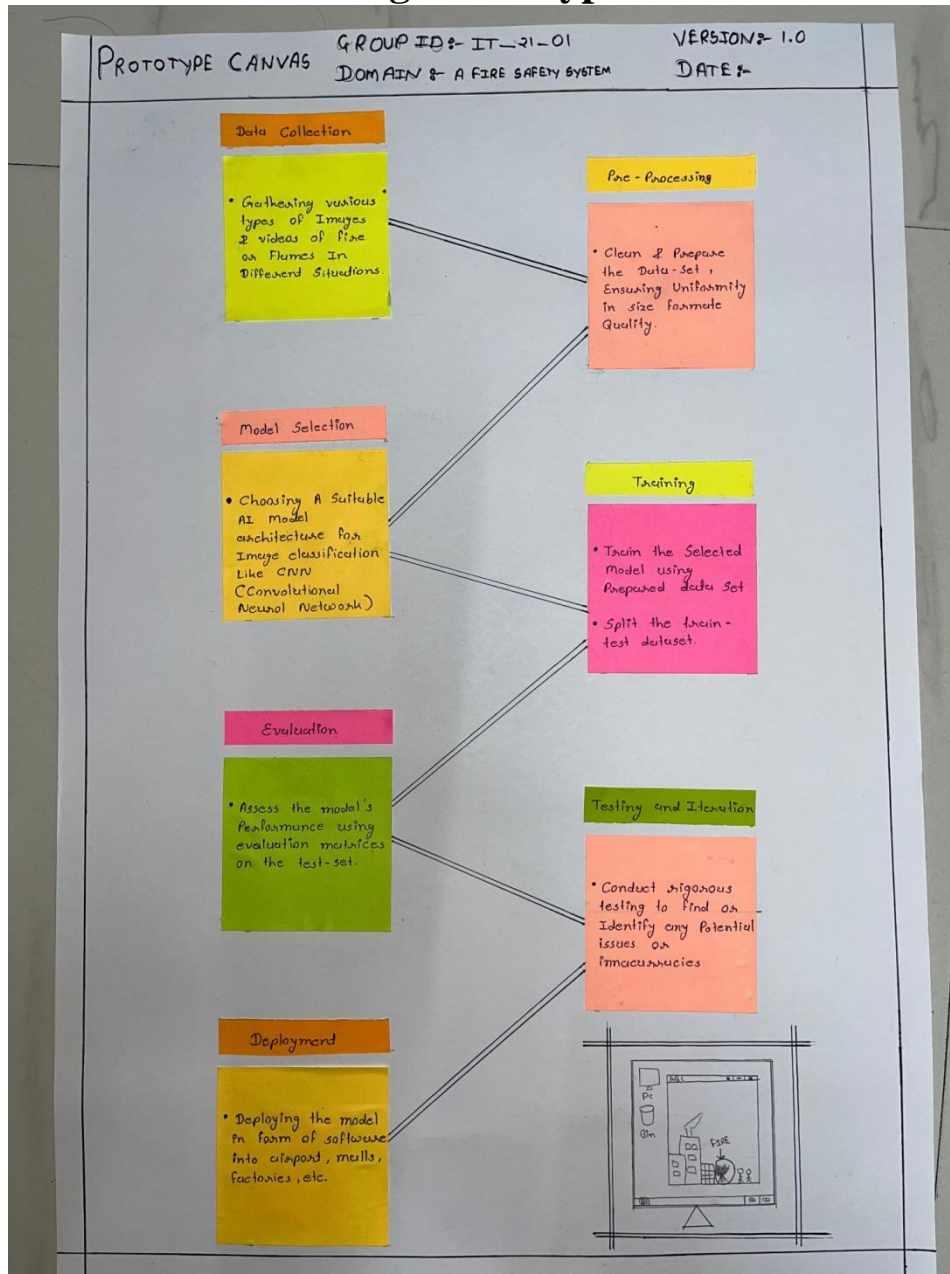 PROTOTYPE CANVAS
GROUP ID:- IT_21_01
DOMAIN :- A FIRE SAFETY SYSTEM
VERSION:- 1.0
DATE:-
Data Collection
• Gathering various
types of Images
& videos of fire
or Flumes In
Different Situations.
Pre-Processing
• Clean & Prepare
the Data-set,
Ensuring Uniformity
in size formate
Quality.
Model Selection
• Choosing A Suitable
AI Model
architecture for
Image classification
Like CNN
(Convolutional
Neural Network)
Training
• Train the Selected
Model using
Prepared data Set
• Split the train-
test dataset.
Evaluation
• Assess the model's
Performance using
evaluation matrices
on the test-set.
Testing and Iteration
• Conduct rigorous
testing to find or
Identify any Potential
issues or
innacurracies
Deployment
• Deploying the model
in form of software
into airport, malls,
factories, etc.
Pc
Bin
FIRE